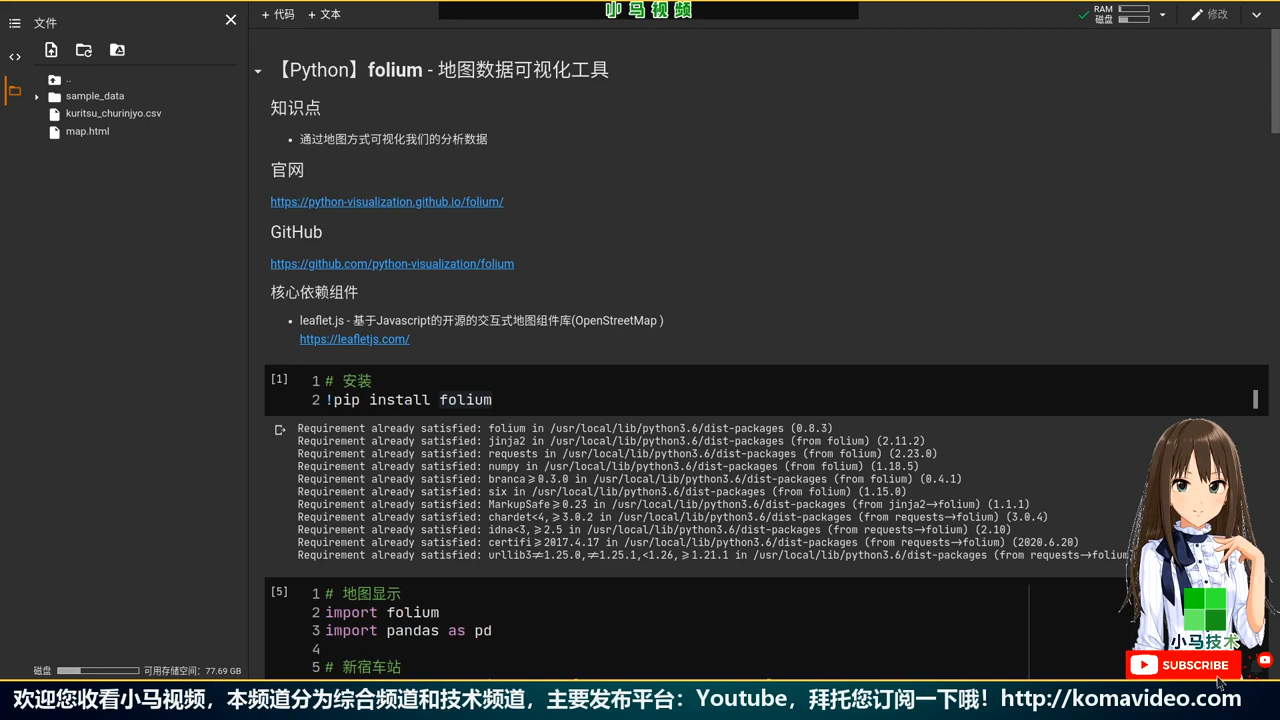 小马视频
文件
+ 代码 + 文本
RAM
磁盘
修改
..
sample_data
kuritsu_churinjyo.csv
map.html
【Python】folium - 地图数据可视化工具
知识点
• 通过地图方式可视化我们的分析数据
官网
https://python-visualization.github.io/folium/
GitHub
https://github.com/python-visualization/folium
核心依赖组件
• leaflet.js - 基于Javascript的开源的交互式地图组件库(OpenStreetMap )
https://leafletjs.com/
[1]
1 # 安装
2 !pip install folium
Requirement already satisfied: folium in /usr/local/lib/python3.6/dist-packages (0.8.3)
Requirement already satisfied: jinja2 in /usr/local/lib/python3.6/dist-packages (from folium) (2.11.2)
Requirement already satisfied: requests in /usr/local/lib/python3.6/dist-packages (from folium) (2.23.0)
Requirement already satisfied: numpy in /usr/local/lib/python3.6/dist-packages (from folium) (1.18.5)
Requirement already satisfied: branca>=0.3.0 in /usr/local/lib/python3.6/dist-packages (from folium) (0.4.1)
Requirement already satisfied: six in /usr/local/lib/python3.6/dist-packages (from folium) (1.15.0)
Requirement already satisfied: MarkupSafe>=0.23 in /usr/local/lib/python3.6/dist-packages (from jinja2->folium) (1.1.1)
Requirement already satisfied: chardet<4,>=3.0.2 in /usr/local/lib/python3.6/dist-packages (from requests->folium) (3.0.4)
Requirement already satisfied: idna<3,>=2.5 in /usr/local/lib/python3.6/dist-packages (from requests->folium) (2.10)
Requirement already satisfied: certifi>=2017.4.17 in /usr/local/lib/python3.6/dist-packages (from requests->folium) (2020.6.20)
Requirement already satisfied: urllib3!=1.25.0,!=1.25.1,<1.26,>=1.21.1 in /usr/local/lib/python3.6/dist-packages (from requests->folium
[5]
1 # 地图显示
2 import folium
3 import pandas as pd
4
5 # 新宿车站
磁盘 可用存储空间：77.69 GB
小马技术
SUBSCRIBE
欢迎您收看小马视频，本频道分为综合频道和技术频道，主要发布平台：Youtube，拜托您订阅一下哦！http://komavideo.com